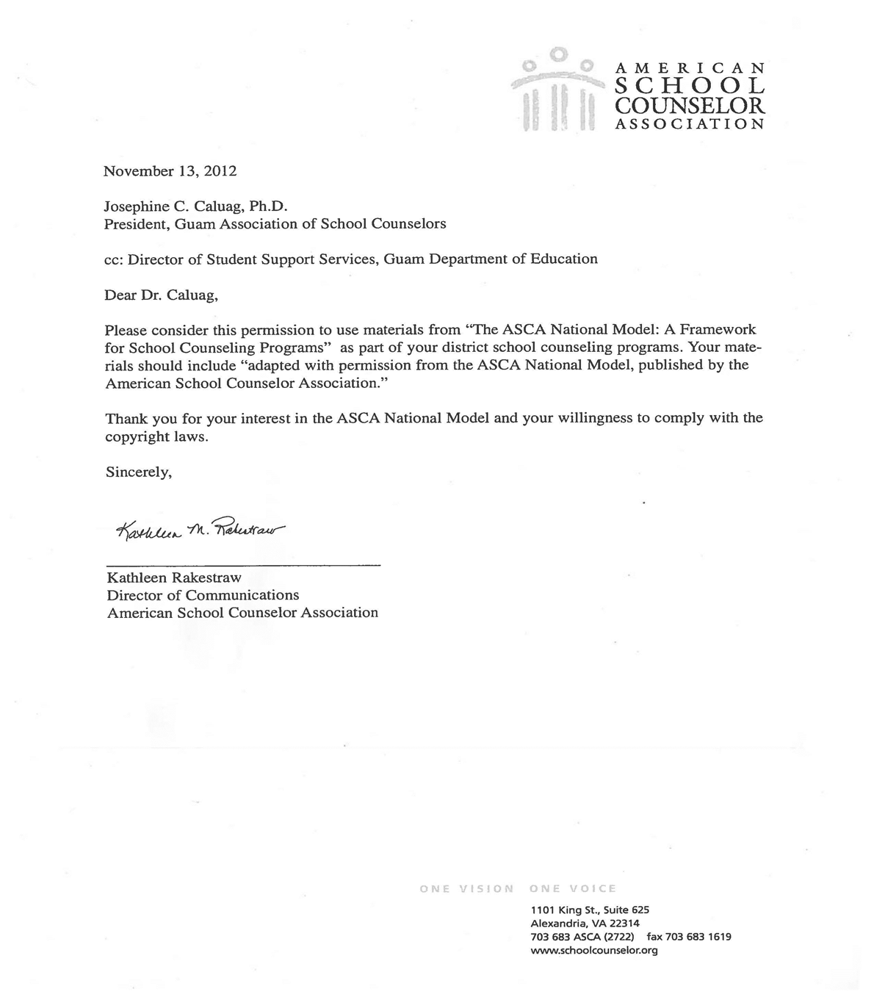 AMERICAN
SCHOOL
COUNSELOR
ASSOCIATION
November 13, 2012
Josephine C. Caluag, Ph.D.
President, Guam Association of School Counselors
cc: Director of Student Support Services, Guam Department of Education
Dear Dr. Caluag,
Please consider this permission to use materials from “The ASCA National Model: A Framework
for School Counseling Programs” as part of your district school counseling programs. Your mate-
rials should include “adapted with permission from the ASCA National Model, published by the
American School Counselor Association.”
Thank you for your interest in the ASCA National Model and your willingness to comply with the
copyright laws.
Sincerely,
Kathleen M. Rakestraw
Kathleen Rakestraw
Director of Communications
American School Counselor Association
ONE VISION ONE VOICE
1101 King St., Suite 625
Alexandria, VA 22314
703 683 ASCA (2722) fax 703 683 1619
www.schoolcounselor.org